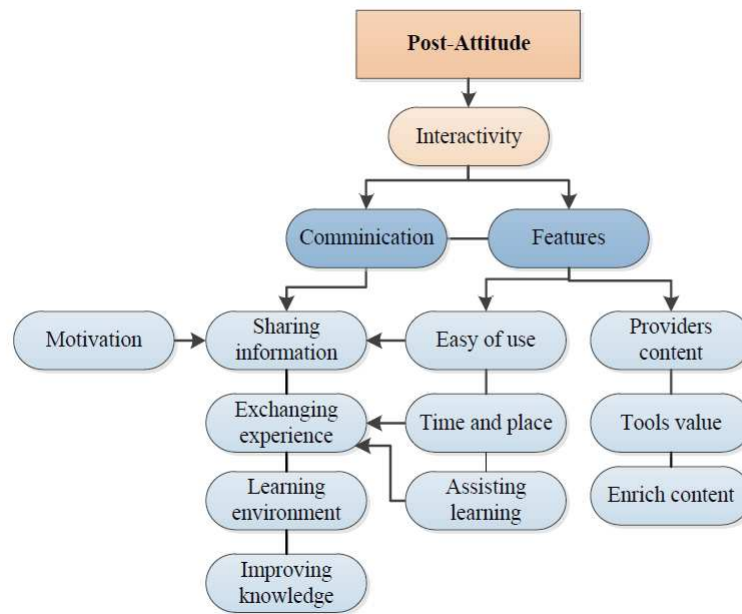 Post-Attitude
Interactivity
Comminication
Features
Motivation
Sharing
information
Easy of use
Providers
content
Exchanging
experience
Time and place
Tools value
Learning
environment
Assisting
learning
Enrich content
Improving
knowledge